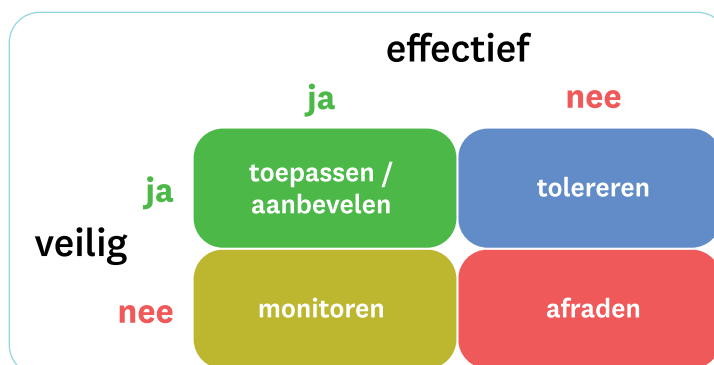 effectief
ja
nee
ja
toepassen /
aanbevelen
tolereren
veilig
nee
monitoren
afraden